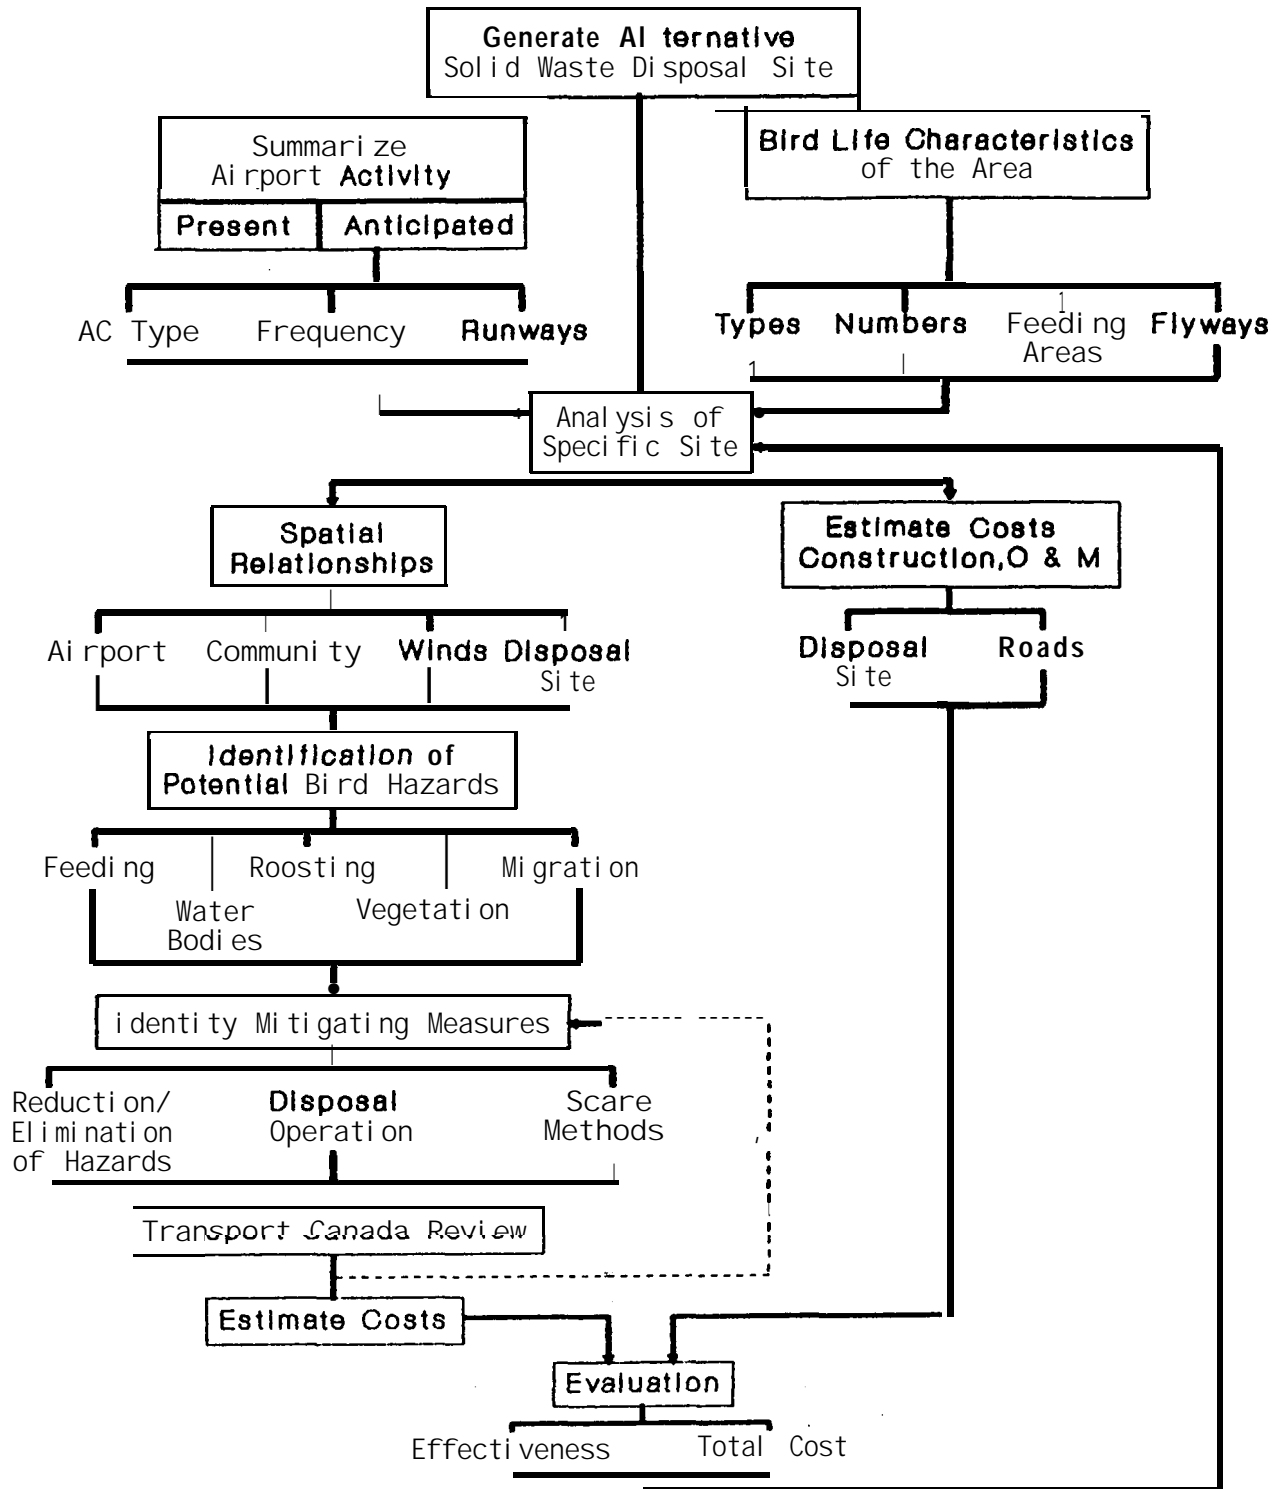 Generate Al ternative
Solid Waste Disposal Site
Summarize
Airport Activity
Present
Anticipated
Bird Life Characteristics
of the Area
AC Type
Frequency
Runways
Types
Numbers
Feeding
Areas
Flyways
Analysis of
Specific Site
Spatial
Relationships
Estimate Costs
Construction,O & M
Airport
Community
Winds
Disposal
Site
Disposal
Site
Roads
Identification of
Potential Bird Hazards
Feeding
Roosting
Migration
Water
Bodies
Vegetation
identity Mitigating Measures
Reduction/
Elimination
of Hazards
Disposal
Operation
Scare
Methods
Transport Canada Review
Estimate Costs
Evaluation
Effectiveness
Total Cost